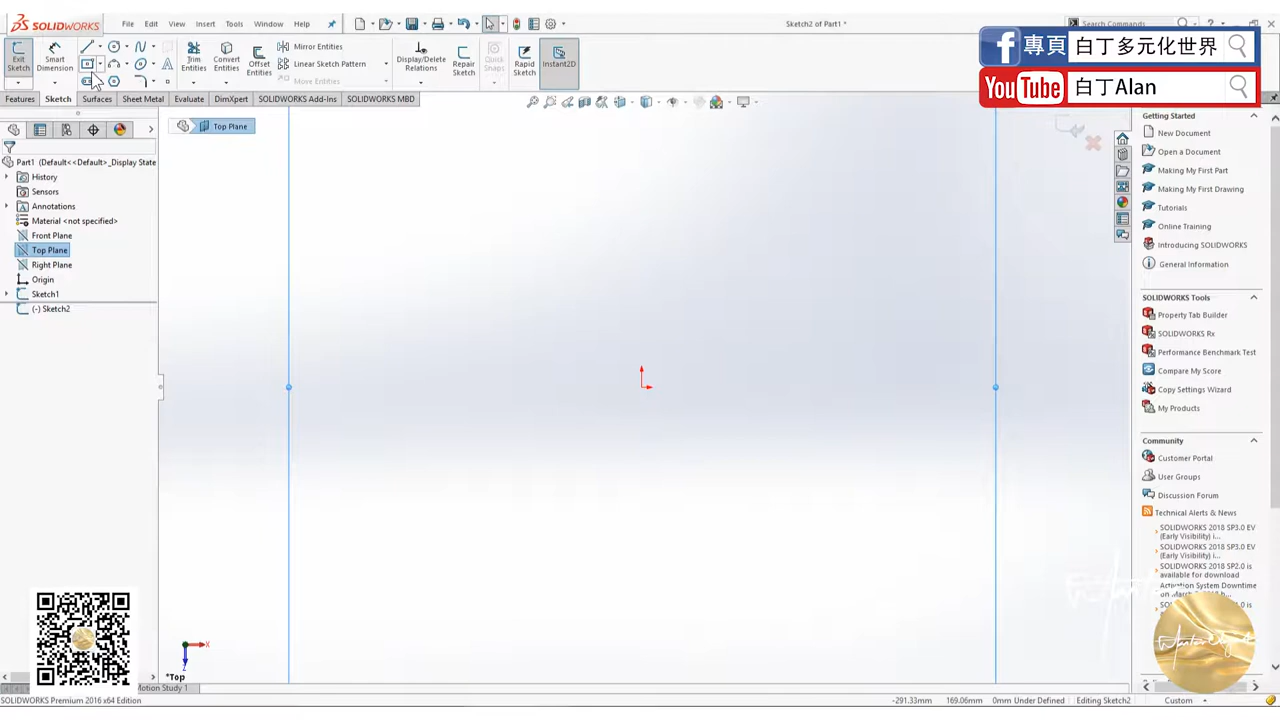 SOLIDWORKS
File
Edit
View
Insert
Tools
Window
Help
Sketch2 of Part1 *
Search Commands
專頁
白丁多元化世界
YouTube
白丁Alan
Exit
Sketch
Smart
Dimension
Trim
Entities
Convert
Entities
Offset
Entities
Mirror Entities
Linear Sketch Pattern
Move Entities
Display/Delete
Relations
Repair
Sketch
Quick
Snaps
Rapid
Sketch
Instant2D
Features
Sketch
Surfaces
Sheet Metal
Evaluate
DimXpert
SOLIDWORKS Add-Ins
SOLIDWORKS MBD
Top Plane
Part1 (Default<<Default>_Display State
History
Sensors
Annotations
Material <not specified>
Front Plane
Top Plane
Right Plane
Origin
Sketch1
(-) Sketch2
Getting Started
New Document
Open a Document
Making My First Part
Making My First Drawing
Tutorials
Online Training
Introducing SOLIDWORKS
General Information
SOLIDWORKS Tools
Property Tab Builder
SOLIDWORKS Rx
Performance Benchmark Test
Compare My Score
Copy Settings Wizard
My Products
Community
Customer Portal
User Groups
Discussion Forum
Technical Alerts & News
SOLIDWORKS 2018 SP3.0 EV
(Early Visibility) i...
SOLIDWORKS 2018 SP3.0 EV
(Early Visibility) i...
SOLIDWORKS 2018 SP2.0 is
available for download
Activation System Downtime
X
Z
*Top
Motion Study 1
SOLIDWORKS Premium 2016 x64 Edition
-291.33mm
169.06mm
0mm
Under Defined
Editing Sketch2
Custom